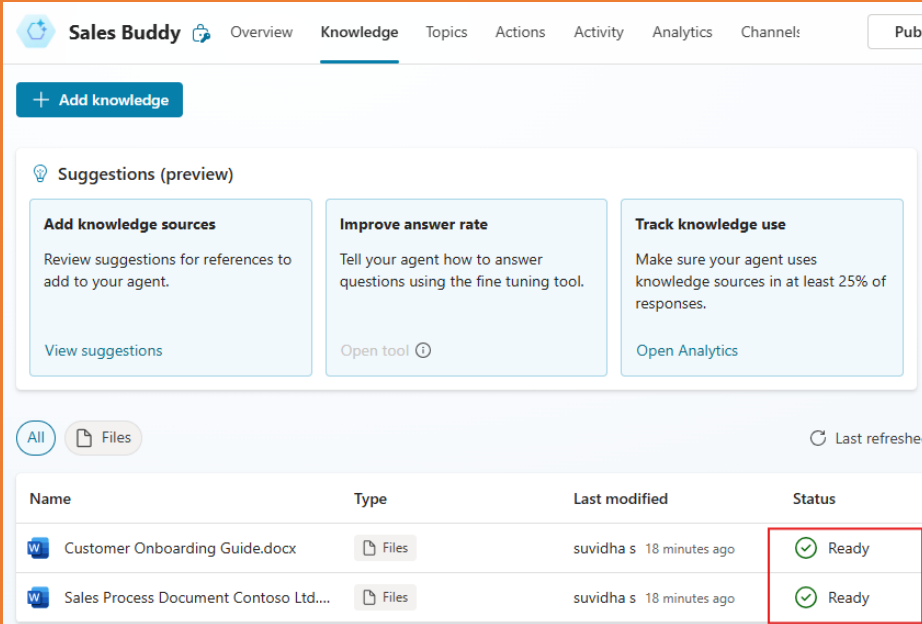 Sales Buddy Overview Knowledge Topics Actions Activity Analytics Channels Pub
+ Add knowledge
Suggestions (preview)
Add knowledge sources
Review suggestions for references to
add to your agent.
View suggestions
Improve answer rate
Tell your agent how to answer
questions using the fine tuning tool.
Open tool
Track knowledge use
Make sure your agent uses
knowledge sources in at least 25% of
responses.
Open Analytics
All Files Last refreshe
Name Type Last modified Status
Customer Onboarding Guide.docx Files suvidha s 18 minutes ago Ready
Sales Process Document Contoso Ltd.... Files suvidha s 18 minutes ago Ready